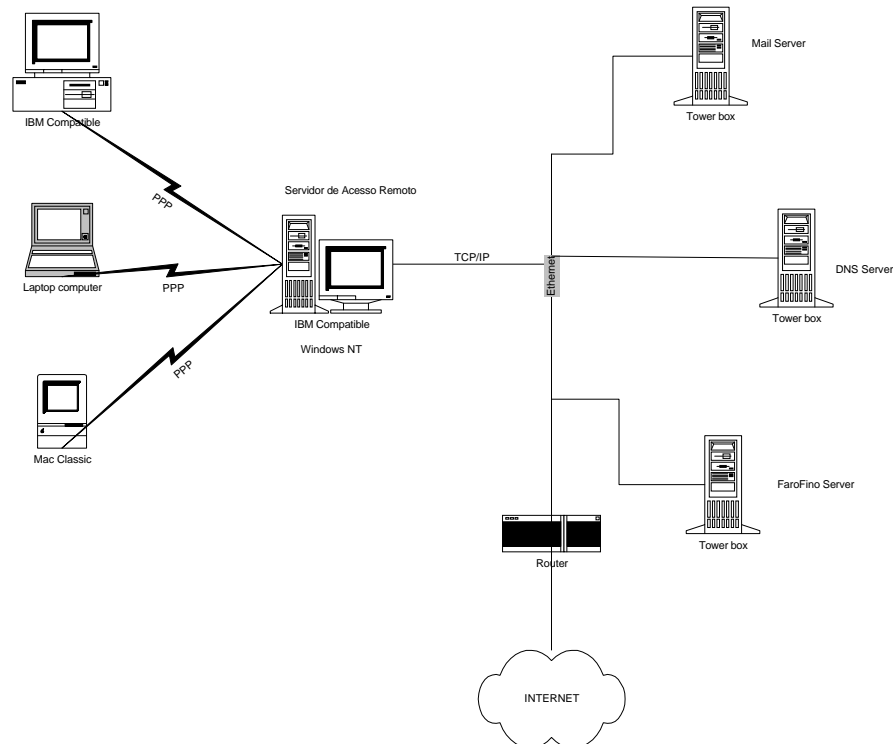 Mail Server
Tower box
IBM Compatible
PPP
Servidor de Acesso Remoto
Laptop computer
PPP
TCP/IP
Ethernet
DNS Server
Tower box
IBM Compatible
Windows NT
PPP
Mac Classic
FaroFino Server
Tower box
Router
INTERNET